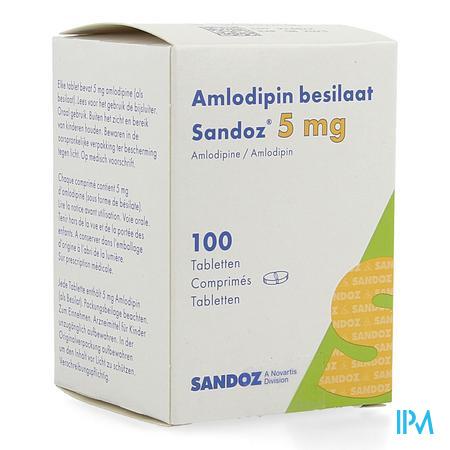 Amlodipin besilaat
Sandoz® 5 mg
Amlodipine / Amlodipin
100
Tabletten
Comprimés
Tabletten
SANDOZ A Novartis
Division
Elke tablet bevat 5 mg amlodipine (als
besilaat). Lees voor het gebruik de bijsluiter.
Oraal gebruik. Buiten het zicht en bereik
van kinderen houden. Bewaren in de
oorspronkelijke verpakking ter bescherming
tegen licht. Op medisch voorschrift.
Chaque comprimé contient 5 mg
d'amlodipine (sous forme de bésilate).
Lire la notice avant utilisation. Voie orale.
Tenir hors de la vue et de la portée des
enfants. A conserver dans l'emballage
d'origine à l'abri de la lumière.
Sur prescription médicale.
Jede Tablette enthält 5 mg Amlodipin
(als Besilat). Packungsbeilage beachten.
Zum Einnehmen. Arzneimittel für Kinder
unzugänglich aufbewahren. In der
Originalverpackung aufbewahren,
um den Inhalt vor Licht zu schützen.
Verschreibungspflichtig.
SANDOZ
SANDOZ
SANDOZ
IPM